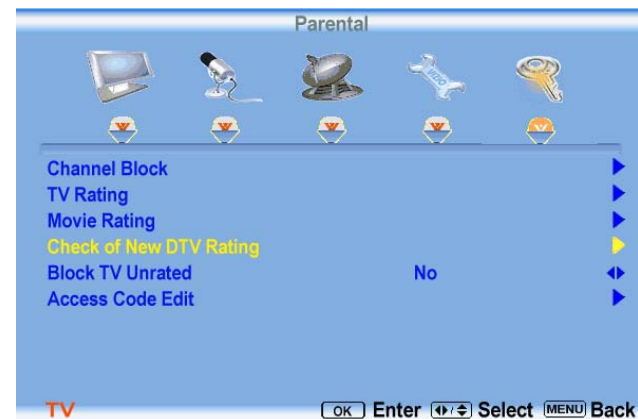 Parental
VIZIO
Channel Block
TV Rating
Movie Rating
Check of New DTV Rating
Block TV Unrated No
Access Code Edit
TV OK Enter Select MENU Back